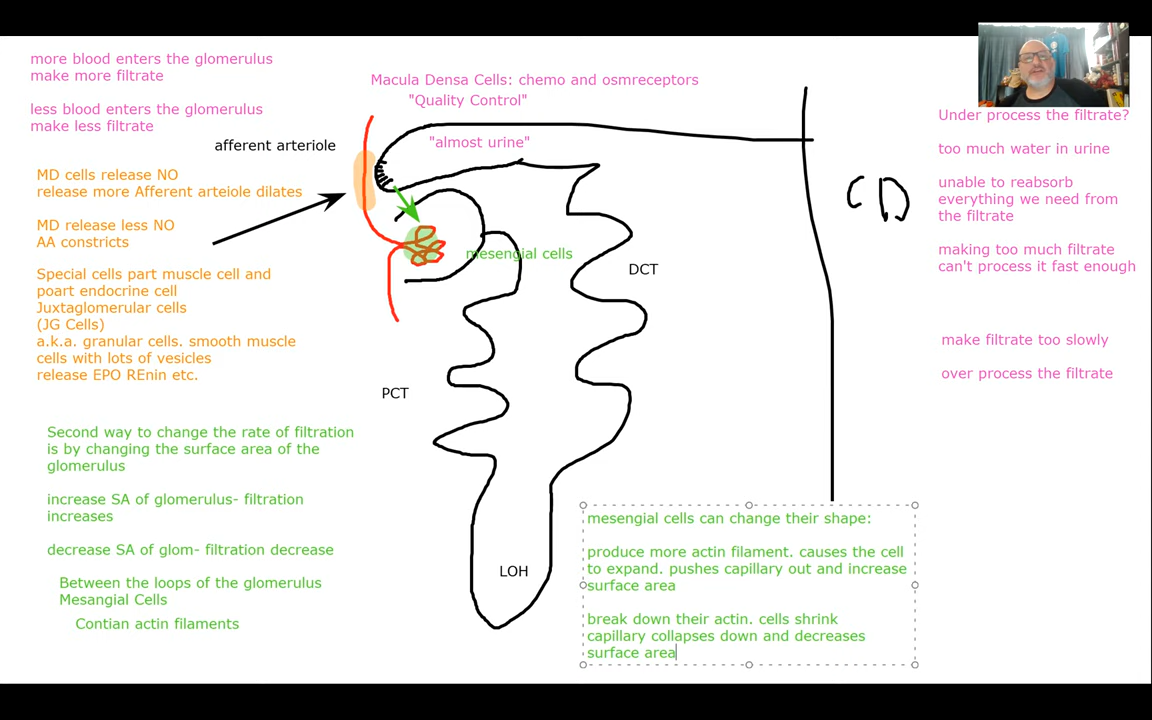 more blood enters the glomerulus
make more filtrate
less blood enters the glomerulus
make less filtrate
afferent arteriole
MD cells release NO
release more Afferent arteiole dilates
MD release less NO
AA constricts
Special cells part muscle cell and
poart endocrine cell
Juxtaglomerular cells
(JG Cells)
a.k.a. granular cells. smooth muscle
cells with lots of vesicles
release EPO REnin etc.
Second way to change the rate of filtration
is by changing the surface area of the
glomerulus
increase SA of glomerulus- filtration
increases
decrease SA of glom- filtration decrease
Between the loops of the glomerulus
Mesangial Cells
Contian actin filaments
Macula Densa Cells: chemo and osmreceptors
"Quality Control"
"almost urine"
mesengial cells
DCT
PCT
LOH
CD
mesengial cells can change their shape:
produce more actin filament. causes the cell
to expand. pushes capillary out and increase
surface area
break down their actin. cells shrink
capillary collapses down and decreases
surface area
Under process the filtrate?
too much water in urine
unable to reabsorb
everything we need from
the filtrate
making too much filtrate
can't process it fast enough
make filtrate too slowly
over process the filtrate